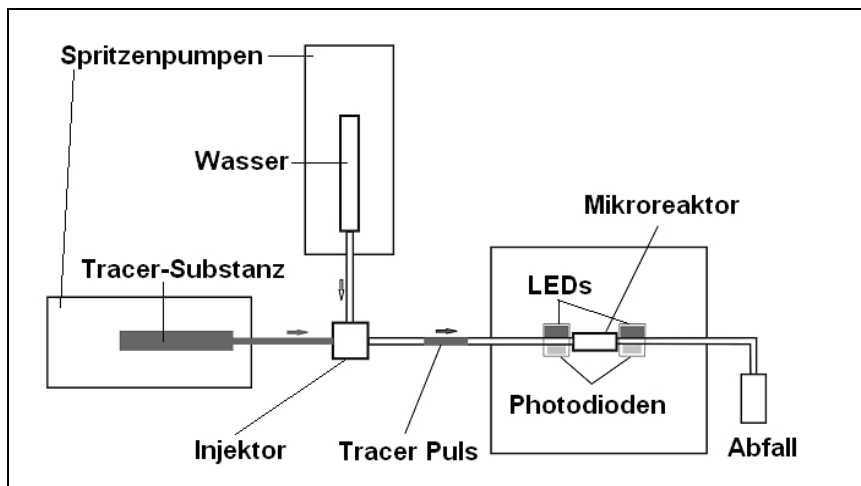 Spritzenpumpen
Wasser
Mikroreaktor
Tracer-Substanz
LEDs
Photodioden
Injektor
Tracer Puls
Abfall